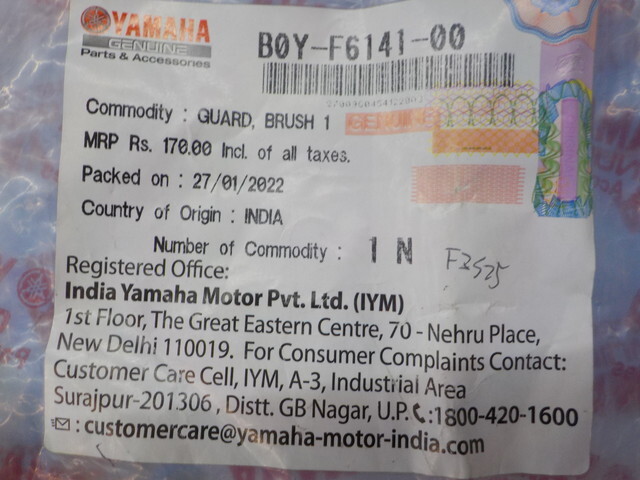 YAMAHA
GENUINE
Parts & Accessories
B0Y-F6141-00
Commodity : GUARD, BRUSH 1
GENUINE
MRP Rs. 170.00 Incl. of all taxes.
Packed on : 27/01/2022
Country of Origin : INDIA
Number of Commodity : 1 N
Registered Office:
India Yamaha Motor Pvt. Ltd. (IYM)
1st Floor, The Great Eastern Centre, 70 - Nehru Place,
New Delhi 110019. For Consumer Complaints Contact:
Customer Care Cell, IYM, A-3, Industrial Area
Surajpur-201306 , Distt. GB Nagar, U.P. :1800-420-1600
: customercare@yamaha-motor-india.com